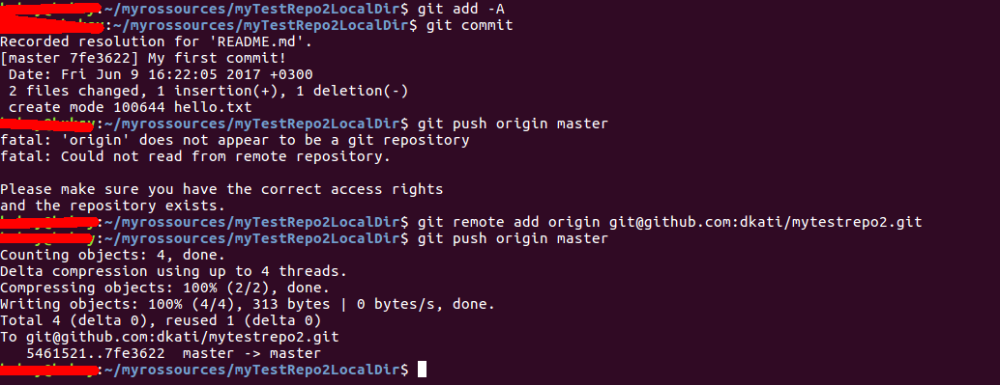 :~/myrossources/myTestRepo2LocalDir$ git add -A
:~/myrossources/myTestRepo2LocalDir$ git commit
Recorded resolution for 'README.md'.
[master 7fe3622] My first commit!
 Date: Fri Jun 9 16:22:05 2017 +0300
 2 files changed, 1 insertion(+), 1 deletion(-)
 create mode 100644 hello.txt
:~/myrossources/myTestRepo2LocalDir$ git push origin master
fatal: 'origin' does not appear to be a git repository
fatal: Could not read from remote repository.

Please make sure you have the correct access rights
and the repository exists.
:~/myrossources/myTestRepo2LocalDir$ git remote add origin git@github.com:dkati/mytestrepo2.git
:~/myrossources/myTestRepo2LocalDir$ git push origin master
Counting objects: 4, done.
Delta compression using up to 4 threads.
Compressing objects: 100% (2/2), done.
Writing objects: 100% (4/4), 313 bytes | 0 bytes/s, done.
Total 4 (delta 0), reused 1 (delta 0)
To git@github.com:dkati/mytestrepo2.git
   5461521..7fe3622  master -> master
:~/myrossources/myTestRepo2LocalDir$